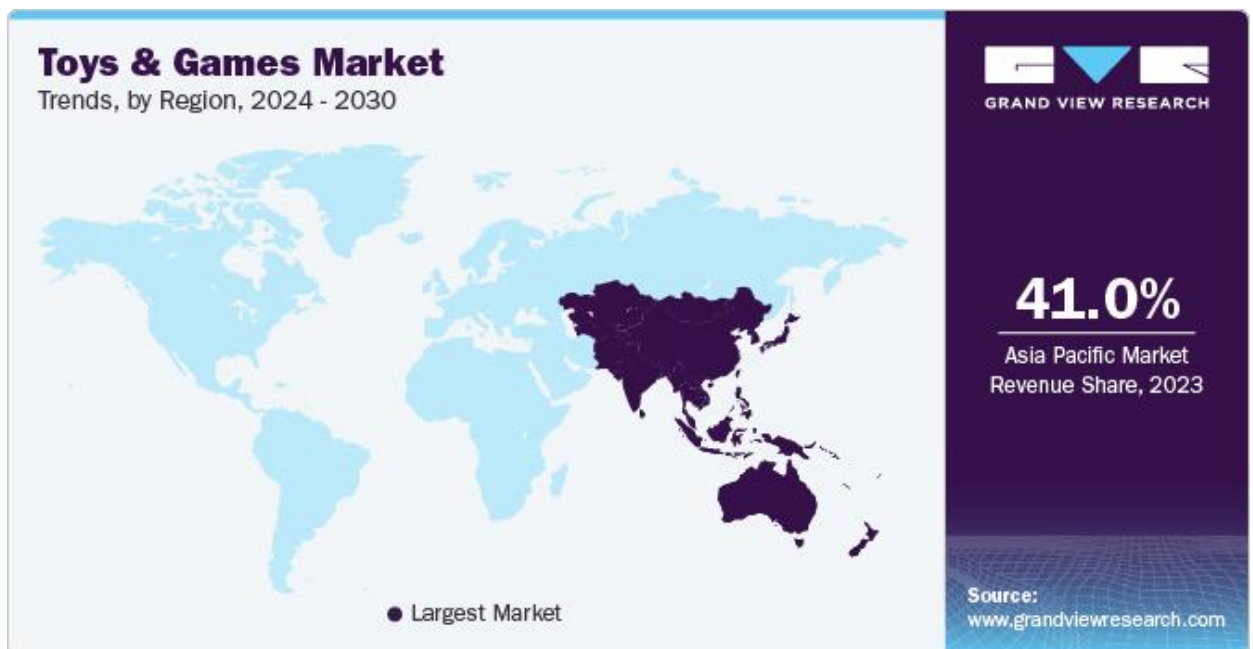 Toys & Games Market
Trends, by Region, 2024 - 2030
GRAND VIEW RESEARCH
41.0%
Asia Pacific Market
Revenue Share, 2023
Largest Market
Source:
www.grandviewresearch.com